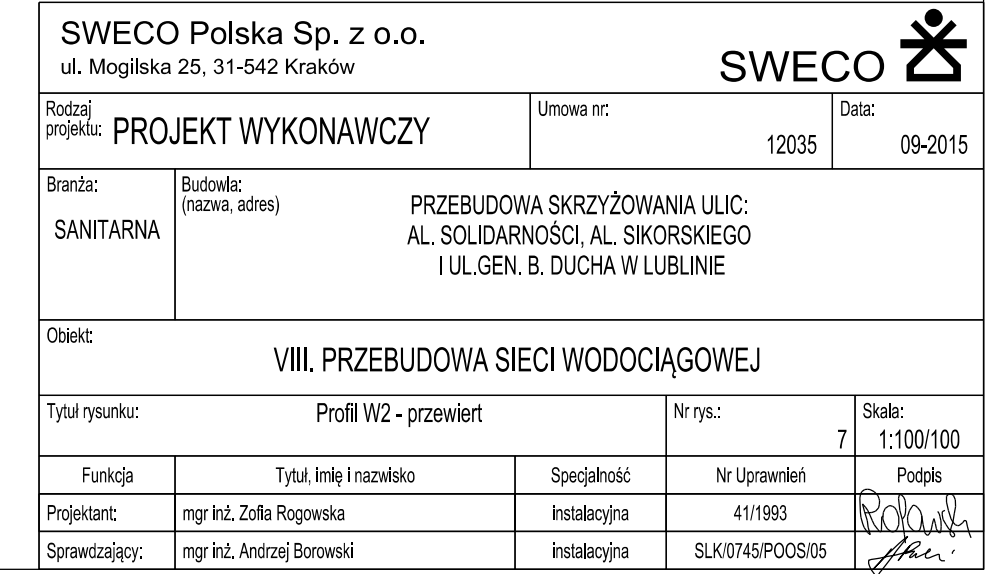 SWECO Polska Sp. z o.o.
ul. Mogilska 25, 31-542 Kraków
SWECO
Rodzaj projektu: PROJEKT WYKONAWCZY
Umowa nr:
12035
Data:
09-2015
Branża:
SANITARNA
Budowla:
(nazwa, adres)
PRZEBUDOWA SKRZYŻOWANIA ULIC:
AL. SOLIDARNOŚCI, AL. SIKORSKIEGO
I UL.GEN. B. DUCHA W LUBLINIE
Obiekt:
VIII. PRZEBUDOWA SIECI WODOCIĄGOWEJ
Tytuł rysunku:
Profil W2 - przewiert
Nr rys.:
7
Skala:
1:100/100
Funkcja Tytuł, imię i nazwisko Specjalność Nr Uprawnień Podpis
Projektant: mgr inż. Zofia Rogowska instalacyjna 41/1993
Sprawdzający: mgr inż. Andrzej Borowski instalacyjna SLK/0745/POOS/05